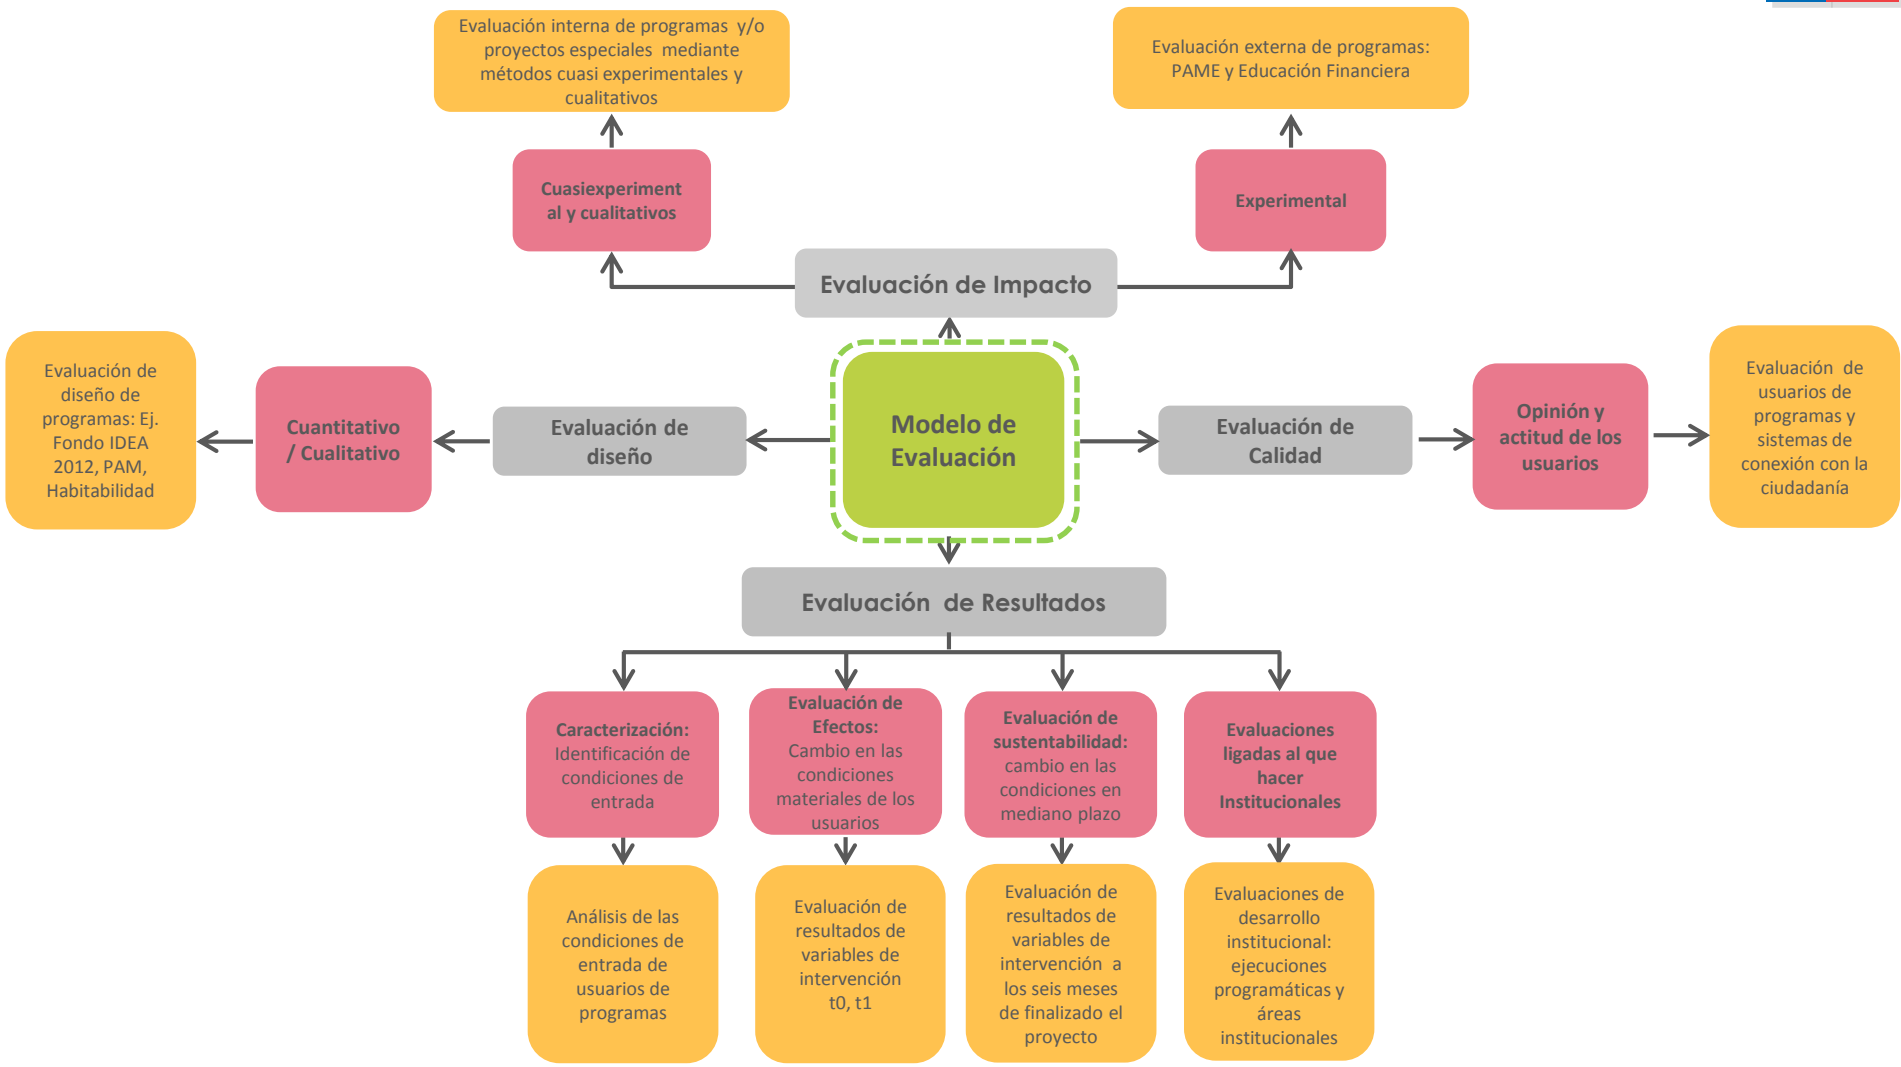 Evaluación interna de programas y/o
proyectos especiales mediante
métodos cuasi experimentales y
cualitativos
Evaluación externa de programas:
PAME y Educación Financiera
Cuasiexperiment
al y cualitativos
Experimental
Evaluación de Impacto
Evaluación de
diseño de
programas: Ej.
Fondo IDEA
2012, PAM,
Habitabilidad
Cuantitativo
/ Cualitativo
Evaluación de
diseño
Modelo de
Evaluación
Evaluación de
Calidad
Opinión y
actitud de los
usuarios
Evaluación de
usuarios de
programas y
sistemas de
conexión con la
ciudadanía
Evaluación de Resultados
Caracterización:
Identificación de
condiciones de
entrada
Evaluación de
Efectos:
Cambio en las
condiciones
materiales de los
usuarios
Evaluación de
sustentabilidad:
cambio en las
condiciones en
mediano plazo
Evaluaciones
ligadas al que
hacer
Institucionales
Análisis de las
condiciones de
entrada de
usuarios de
programas
Evaluación de
resultados de
variables de
intervención
t0, t1
Evaluación de
resultados de
variables de
intervención a
los seis meses
de finalizado el
proyecto
Evaluaciones de
desarrollo
institucional:
ejecuciones
programáticas y
áreas
institucionales